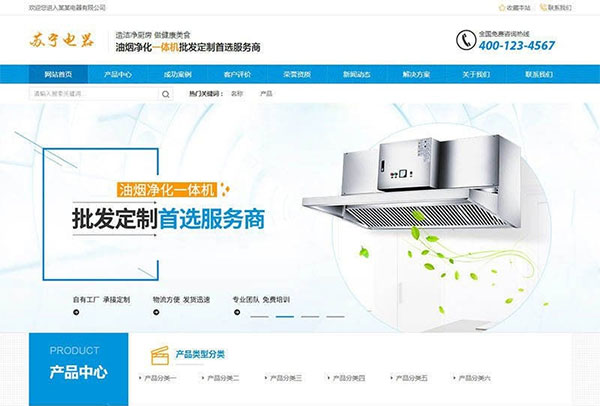 欢迎您进入某某电器有限公司
收藏本站 联系我们
苏宁电器
造洁净厨房 做健康美食
油烟净化一体机批发定制首选服务商
全国免费咨询热线
400-123-4567
网站首页 产品中心 成功案例 客户评价 荣誉资质 新闻动态 解决方案 关于我们 联系我们
请输入搜索关键词... 热门关键词： 名称 产品
油烟净化一体机
批发定制首选服务商
自有工厂 承接定制 物流方便 发货迅速 专业团队 免费培训
PRODUCT
产品中心
产品类型分类
产品分类一 产品分类二 产品分类三 产品分类四 产品分类五 产品分类六